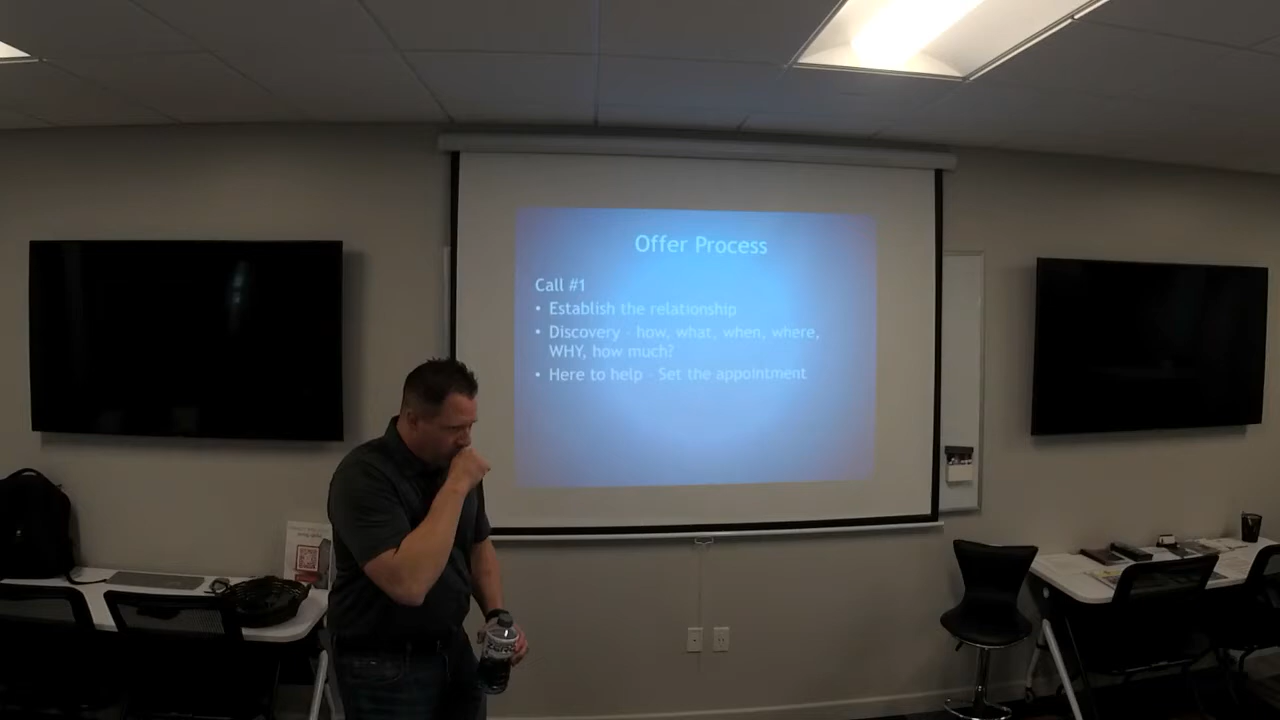 Offer Process
Call #1
• Establish the relationship
• Discovery - how, what, when, where,
WHY, how much?
• Here to help - Set the appointment